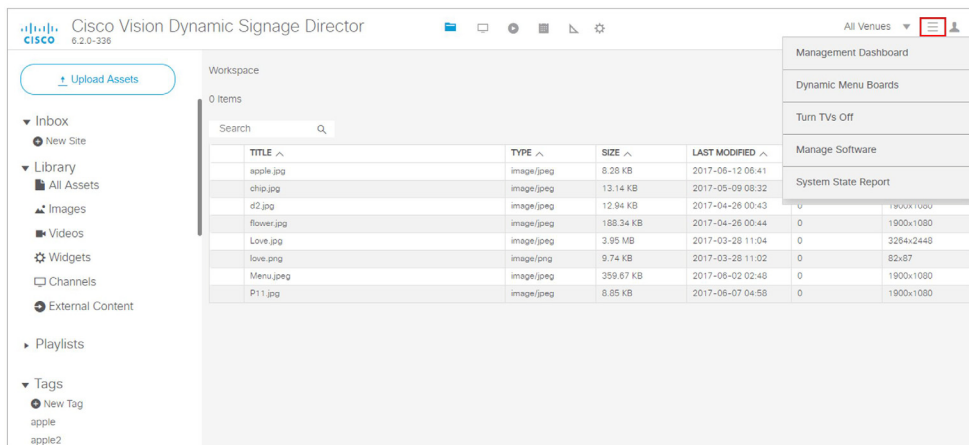 CISCO
Cisco Vision Dynamic Signage Director
6.2.0-336
All Venues
Management Dashboard
Dynamic Menu Boards
Turn TVs Off
Manage Software
System State Report
Upload Assets
Inbox
New Site
Library
All Assets
Images
Videos
Widgets
Channels
External Content
Playlists
Tags
New Tag
apple
apple2
Workspace
0 Items
Search
TITLE TYPE SIZE LAST MODIFIED
apple.jpg image/jpeg 8.28 KB 2017-06-12 06:41
chip.jpg image/jpeg 13.14 KB 2017-05-09 08:32
d2.jpg image/jpeg 12.94 KB 2017-04-26 00:43 0 1900x1080
flower.jpg image/jpeg 188.34 KB 2017-04-26 00:44 0 1900x1080
Love.jpg image/jpeg 3.95 MB 2017-03-28 11:04 0 3264x2448
love.png image/png 9.74 KB 2017-03-28 11:02 0 82x87
Menu.jpeg image/jpeg 359.67 KB 2017-06-02 02:48 0 1900x1080
P11.jpg image/jpeg 8.85 KB 2017-06-07 04:58 0 1900x1080